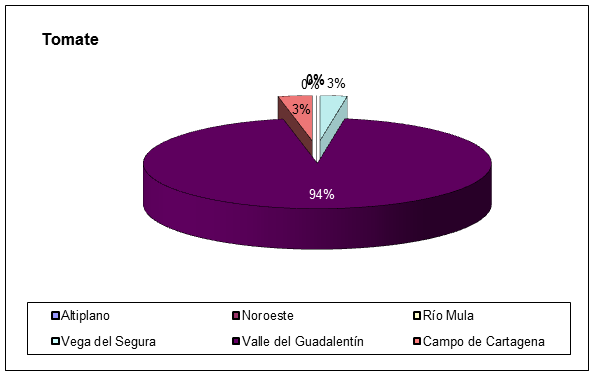 Tomate
0% 0% 0% 3%
3%
94%
Altiplano Noroeste Río Mula
Vega del Segura Valle del Guadalentín Campo de Cartagena